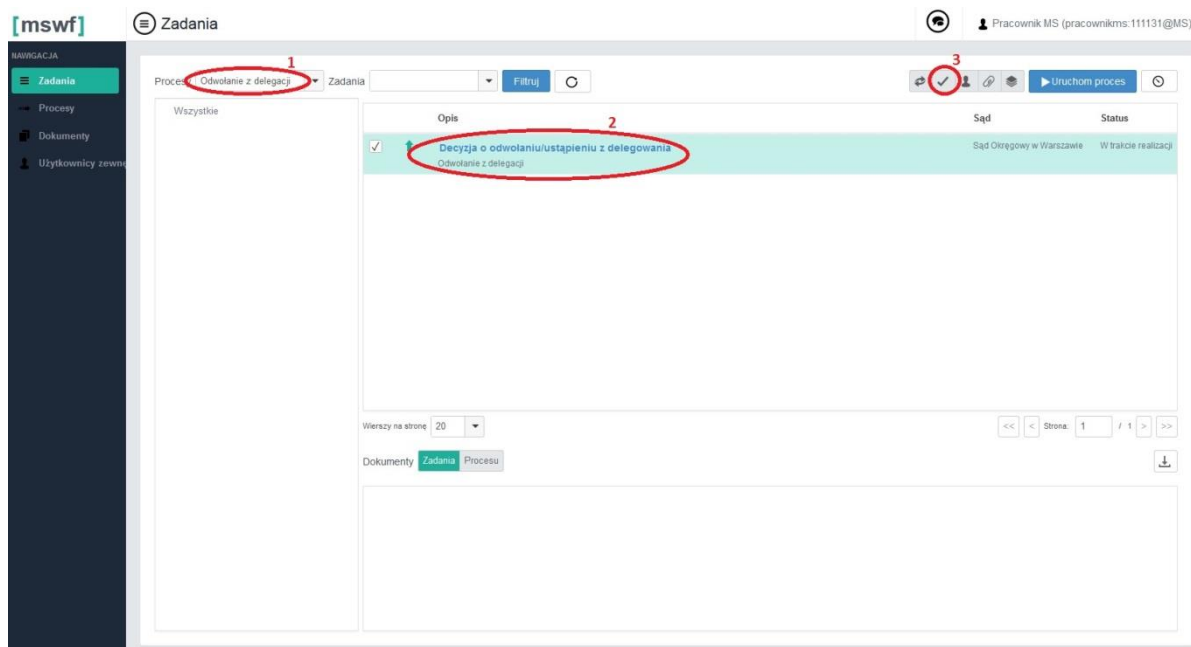 [mswf]
Zadania
Pracownik MS (pracownikms:111131@MS)
NAWIGACJA
Zadania
Procesy
Dokumenty
Użytkownicy zewnę
1
3
Procesy Odwołanie z delegacji Zadania Filtruj Uruchom proces
Wszystkie
Opis 2 Sąd Status
Decyzja o odwołaniu/ustąpieniu z delegowania Sąd Okręgowy w Warszawie W trakcie realizacji
Odwołanie z delegacji
Wierszy na stronę 20 << < Strona: 1 / 1 > >>
Dokumenty Zadania Procesu